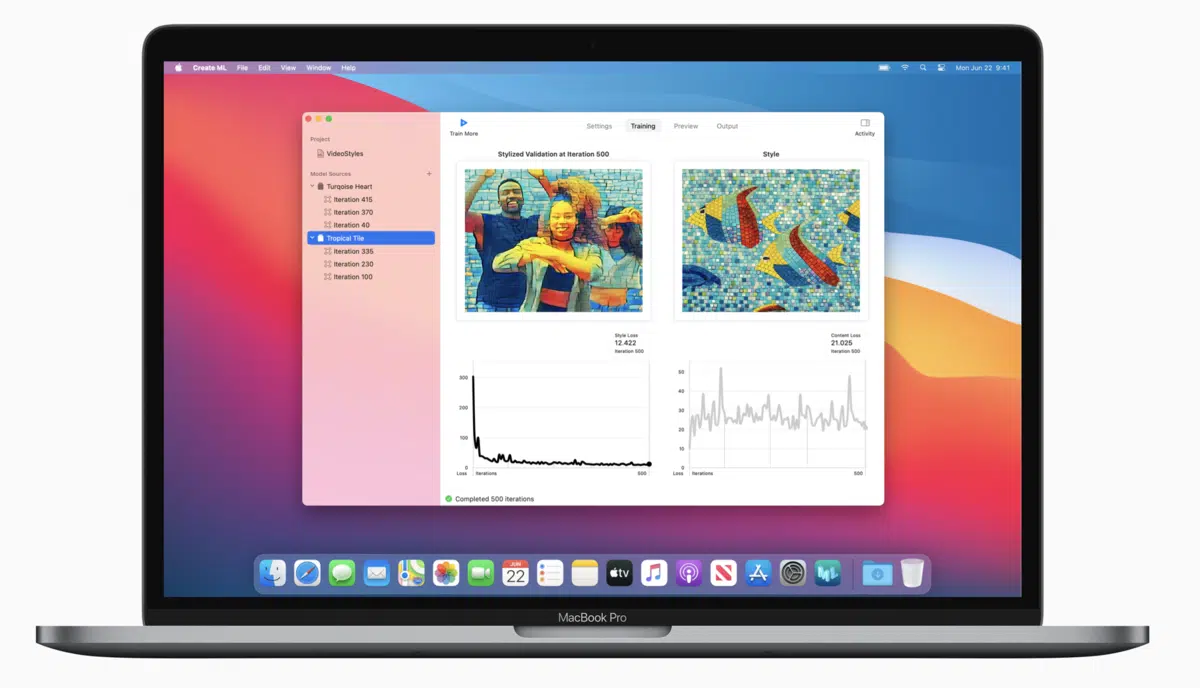 Create ML File Edit View Window Help
Mon Jun 22 9:41
Project
VideoStyles
Model Sources +
Turqoise Heart
Iteration 415
Iteration 370
Iteration 40
Tropical Tile
Iteration 335
Iteration 230
Iteration 100
Train More
Settings Training Preview Output
Activity
Stylized Validation at Iteration 500
Style
Style Loss
12.422
Iteration 500
300
200
100
0
Loss Iterations 500
Content Loss
21.025
Iteration 500
50
40
30
20
10
0
Loss Iterations 500
Completed 500 iterations
JUN
22
tv
MacBook Pro